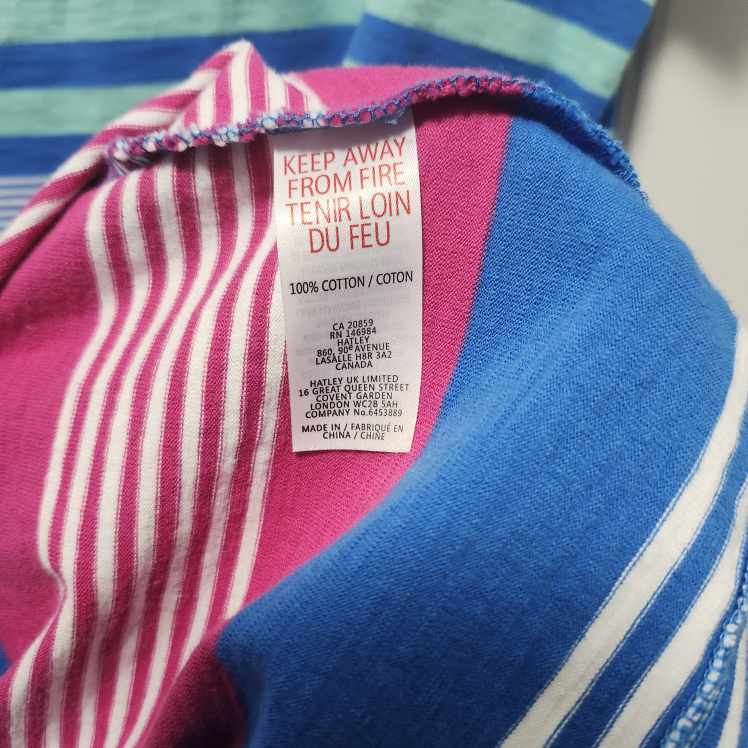 KEEP AWAY
FROM FIRE
TENIR LOIN
DU FEU
100% COTTON / COTON
CA 20859
RN 146984
HATLEY
860, 90e AVENUE
LASALLE H8R 3A2
CANADA
HATLEY UK LIMITED
16 GREAT QUEEN STREET
COVENT GARDEN
LONDON WC2B 5AH
COMPANY No.6453889
MADE IN / FABRIQUÉ EN
CHINA / CHINE